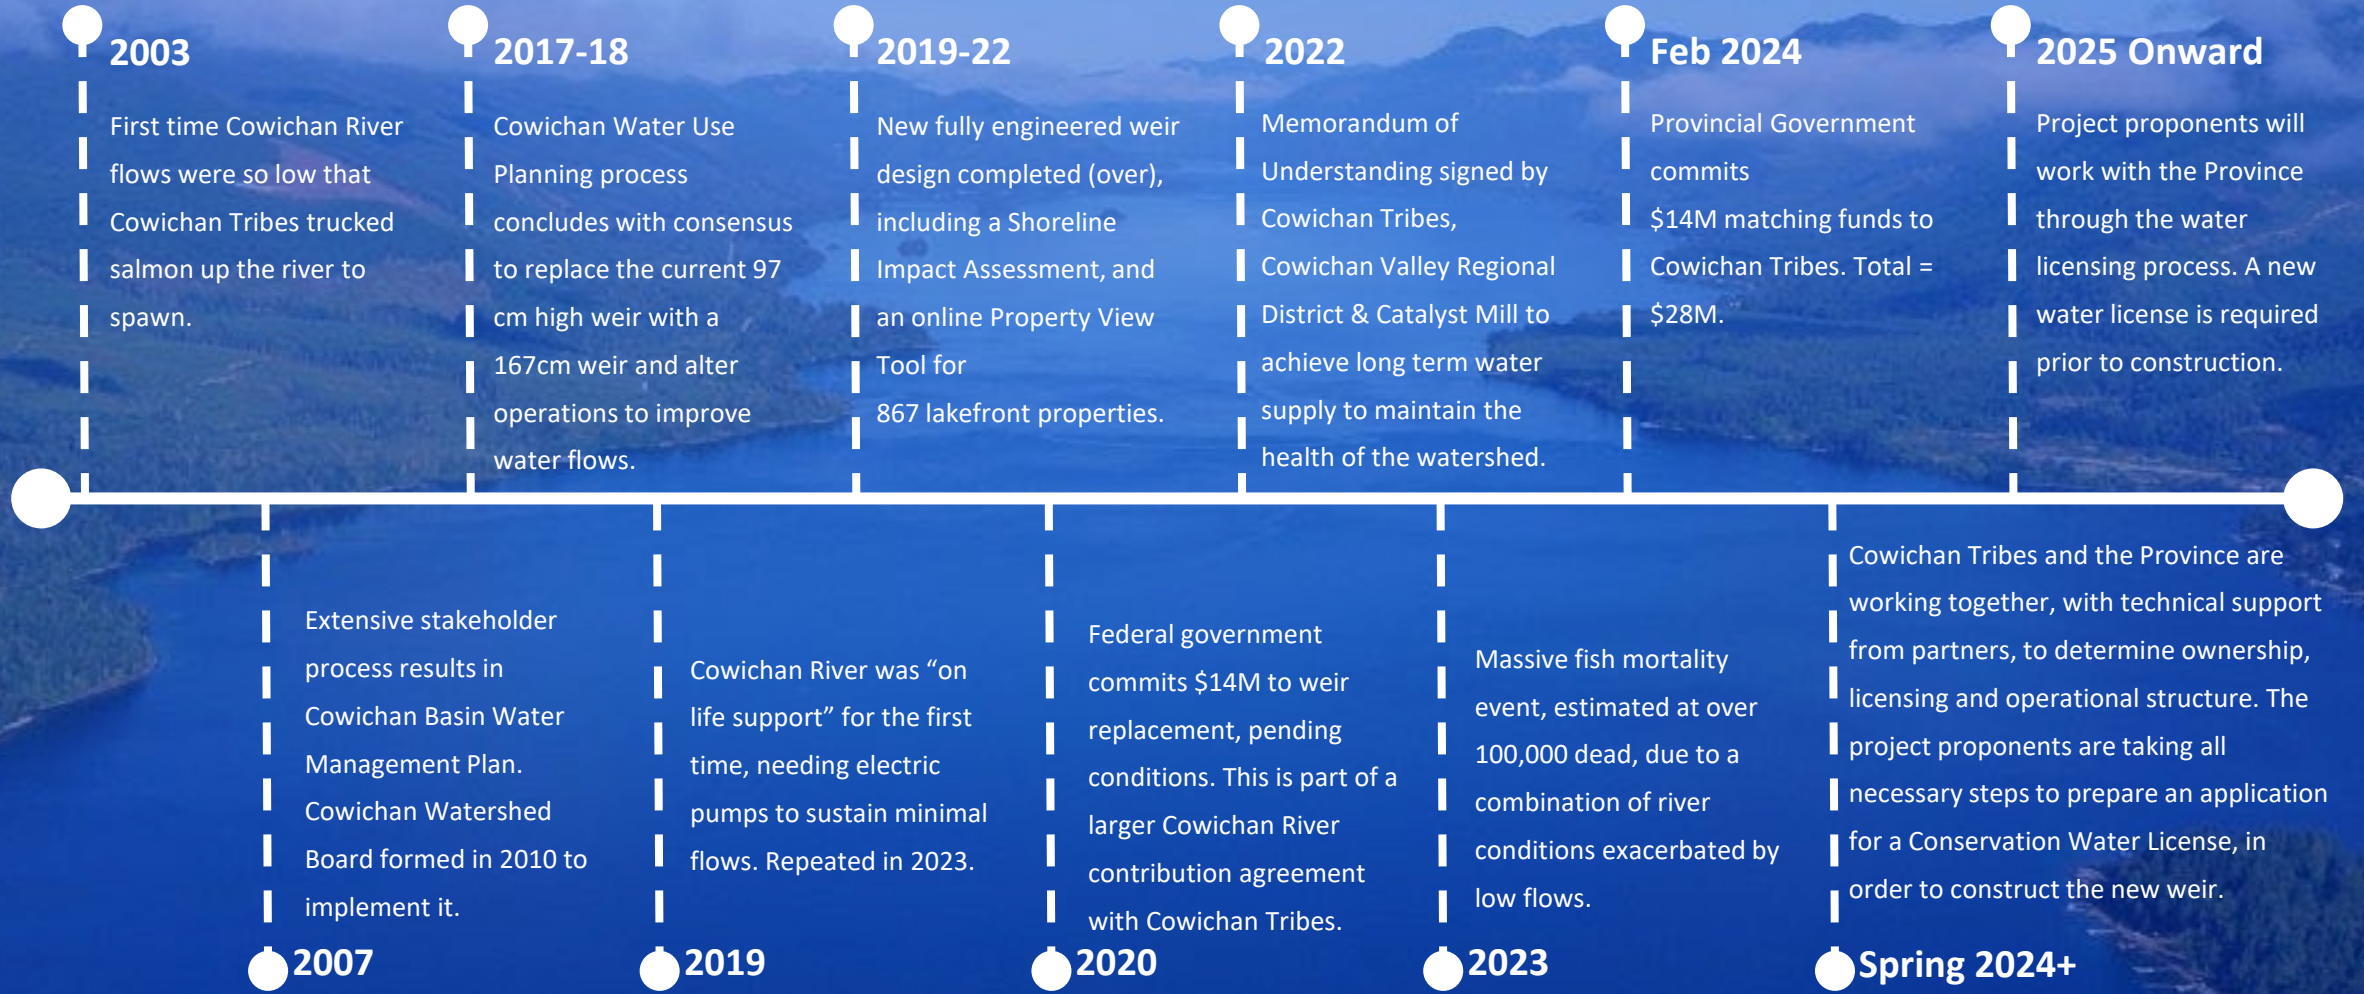 2003
First time Cowichan River
flows were so low that
Cowichan Tribes trucked
salmon up the river to
spawn.
2017-18
Cowichan Water Use
Planning process
concludes with consensus
to replace the current 97
cm high weir with a
167cm weir and alter
operations to improve
water flows.
2019-22
New fully engineered weir
design completed (over),
including a Shoreline
Impact Assessment, and
an online Property View
Tool for
867 lakefront properties.
2022
Memorandum of
Understanding signed by
Cowichan Tribes,
Cowichan Valley Regional
District & Catalyst Mill to
achieve long term water
supply to maintain the
health of the watershed.
Feb 2024
Provincial Government
commits
$14M matching funds to
Cowichan Tribes. Total =
$28M.
2025 Onward
Project proponents will
work with the Province
through the water
licensing process. A new
water license is required
prior to construction.
Extensive stakeholder
process results in
Cowichan Basin Water
Management Plan.
Cowichan Watershed
Board formed in 2010 to
implement it.
2007
Cowichan River was “on
life support” for the first
time, needing electric
pumps to sustain minimal
flows. Repeated in 2023.
2019
Federal government
commits $14M to weir
replacement, pending
conditions. This is part of a
larger Cowichan River
contribution agreement
with Cowichan Tribes.
2020
Massive fish mortality
event, estimated at over
100,000 dead, due to a
combination of river
conditions exacerbated by
low flows.
2023
Cowichan Tribes and the Province are
working together, with technical support
from partners, to determine ownership,
licensing and operational structure. The
project proponents are taking all
necessary steps to prepare an application
for a Conservation Water License, in
order to construct the new weir.
Spring 2024+